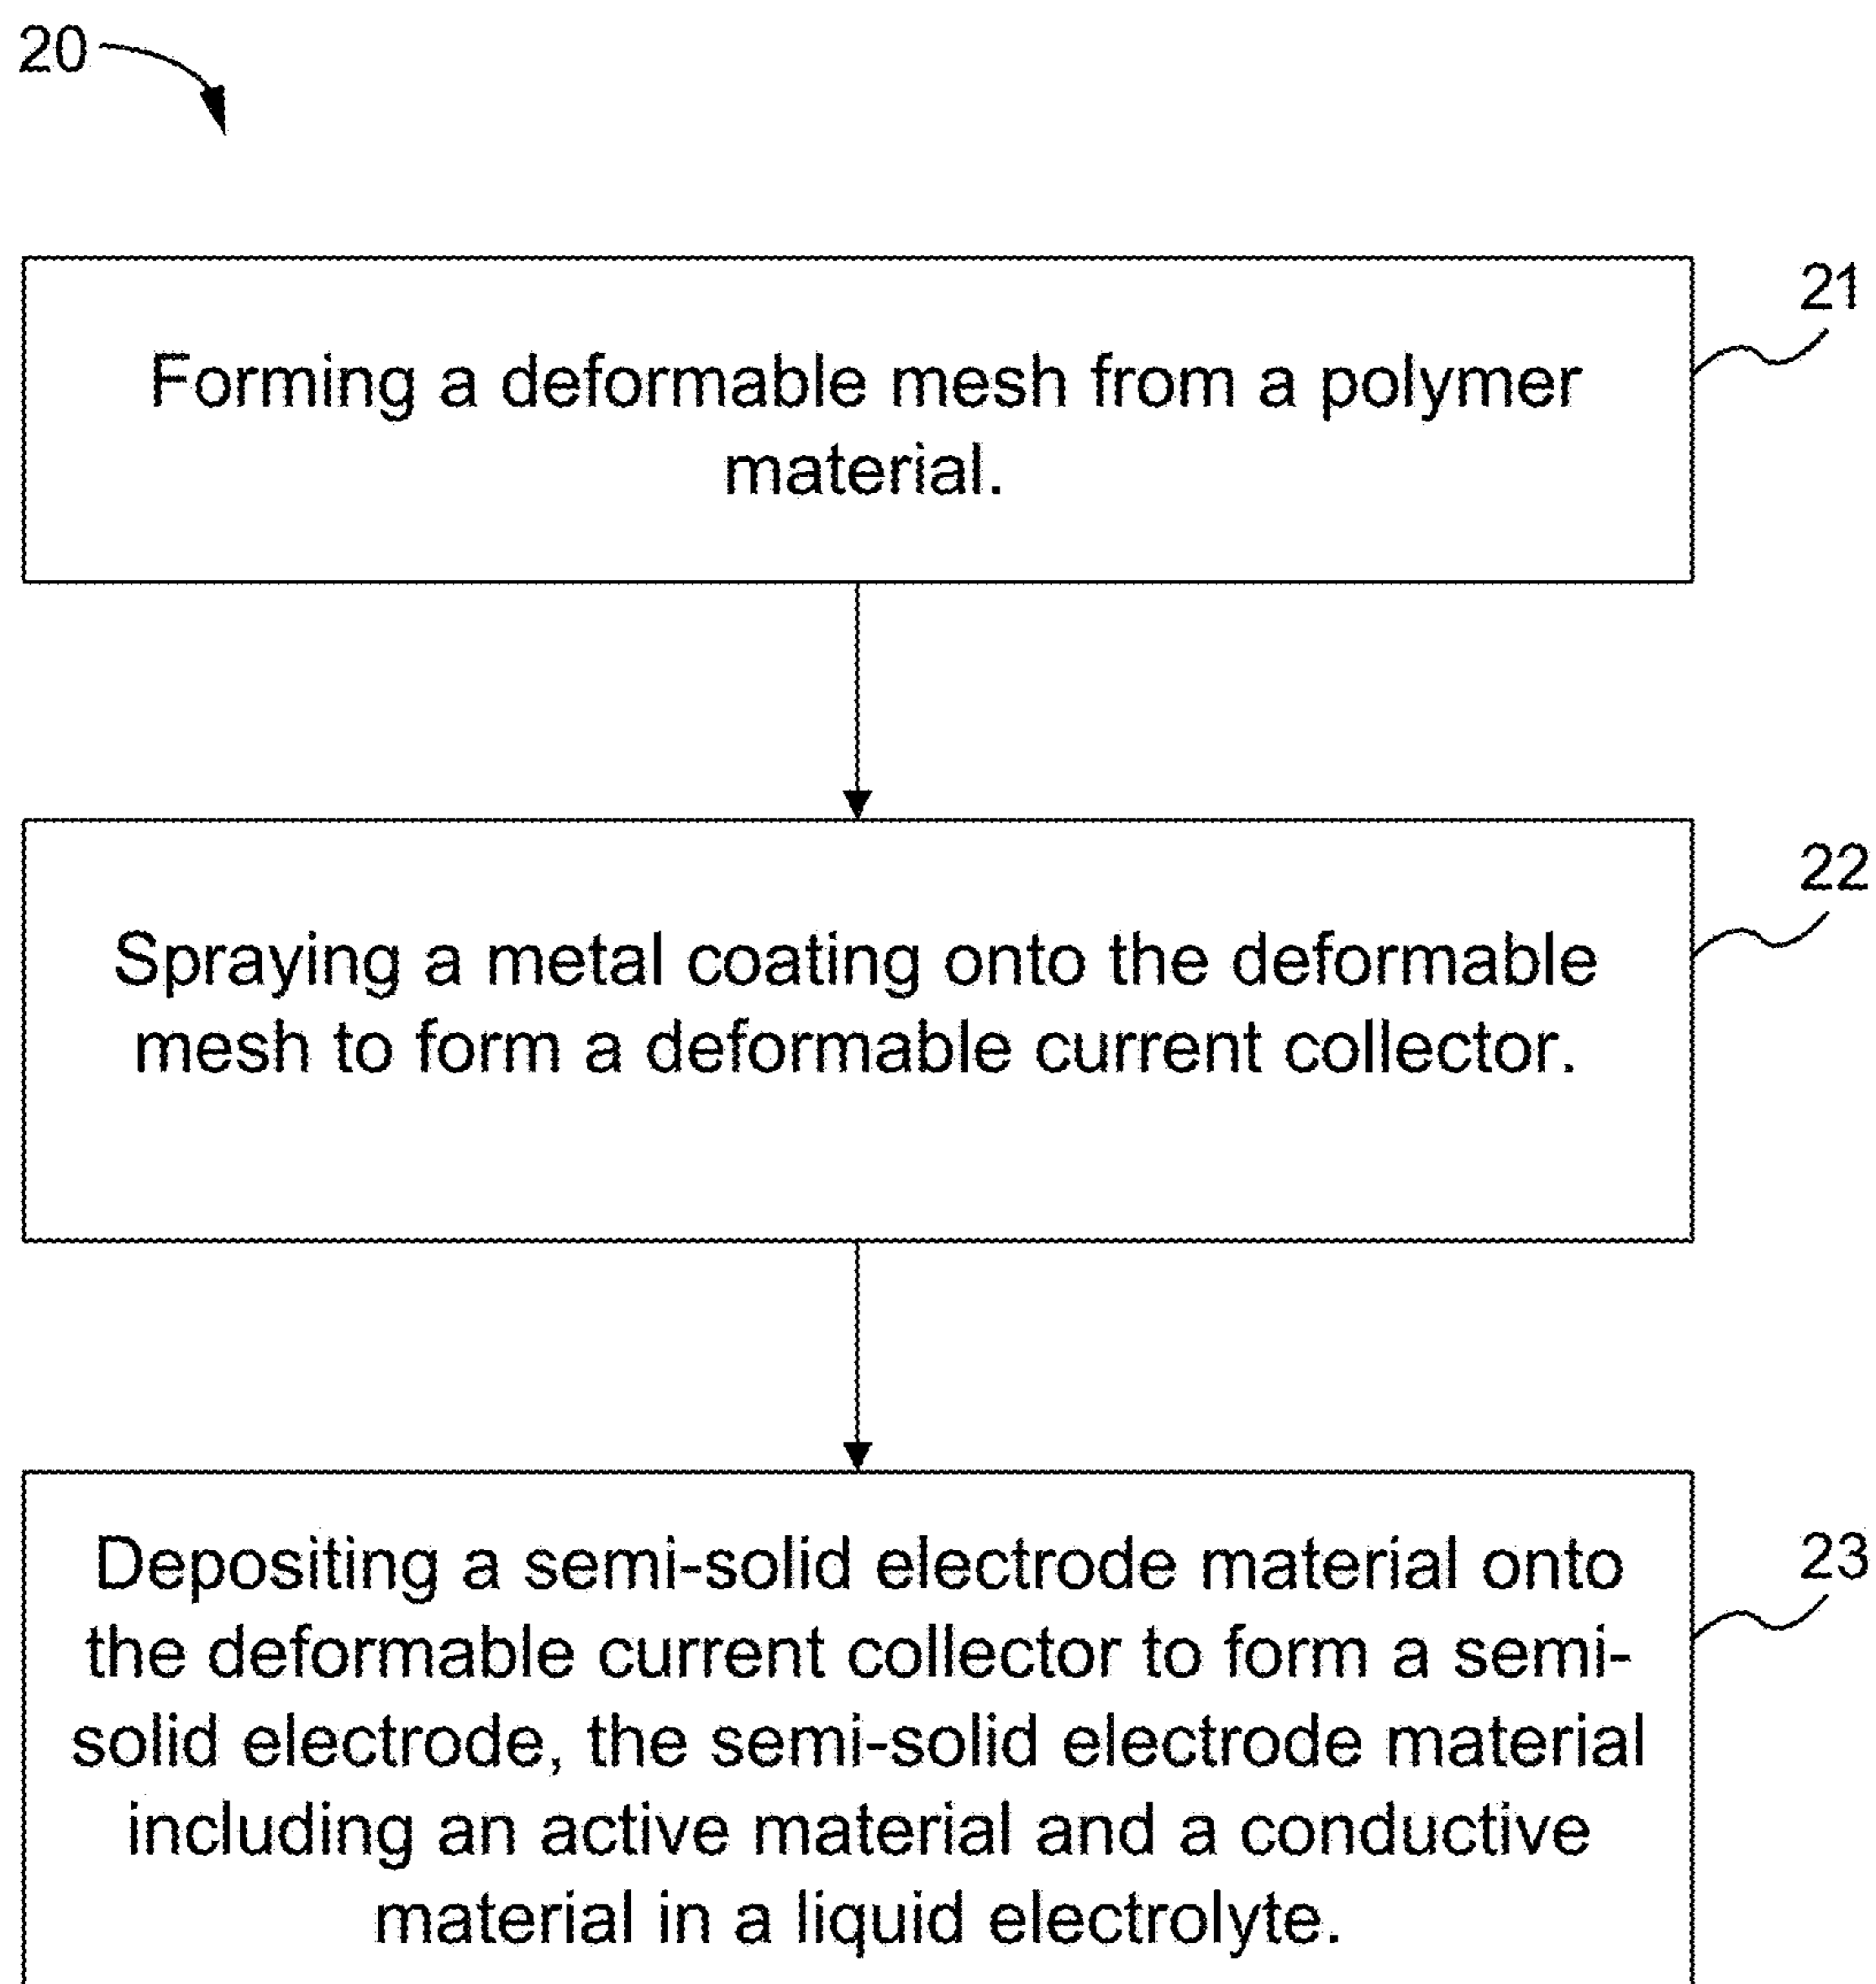 20
21
Forming a deformable mesh from a polymer
material.
22
Spraying a metal coating onto the deformable
mesh to form a deformable current collector.
23
Depositing a semi-solid electrode material onto
the deformable current collector to form a semi-
solid electrode, the semi-solid electrode material
including an active material and a conductive
material in a liquid electrolyte.